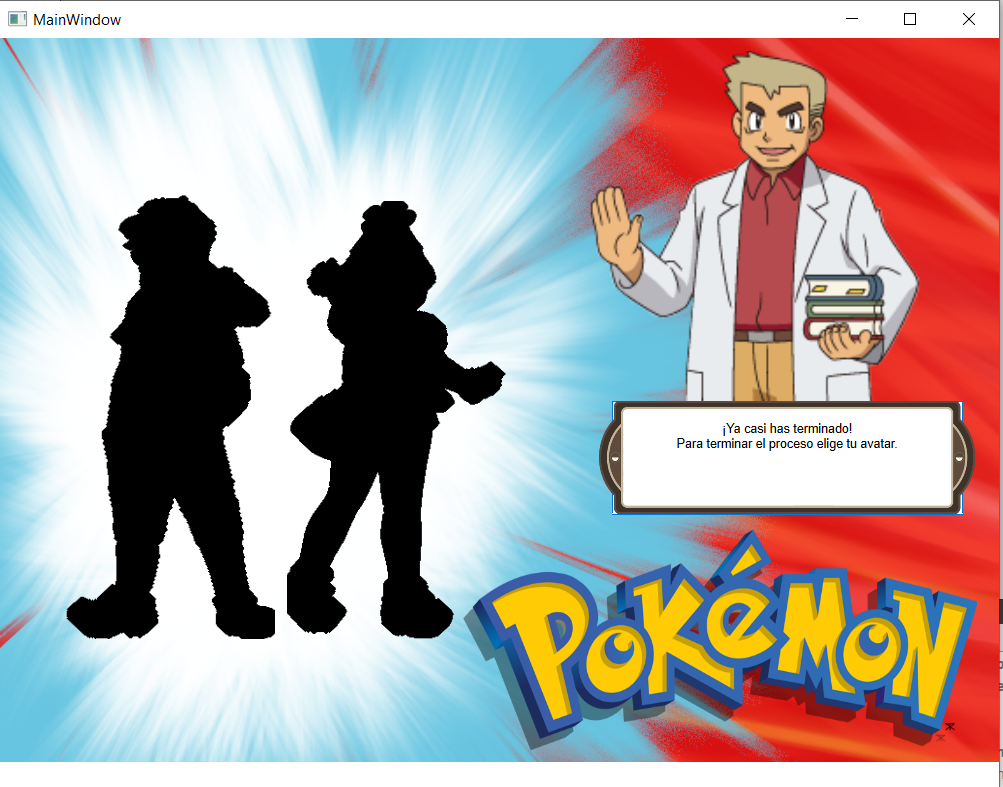 MainWindow
¡Ya casi has terminado!
Para terminar el proceso elige tu avatar.
POKéMON